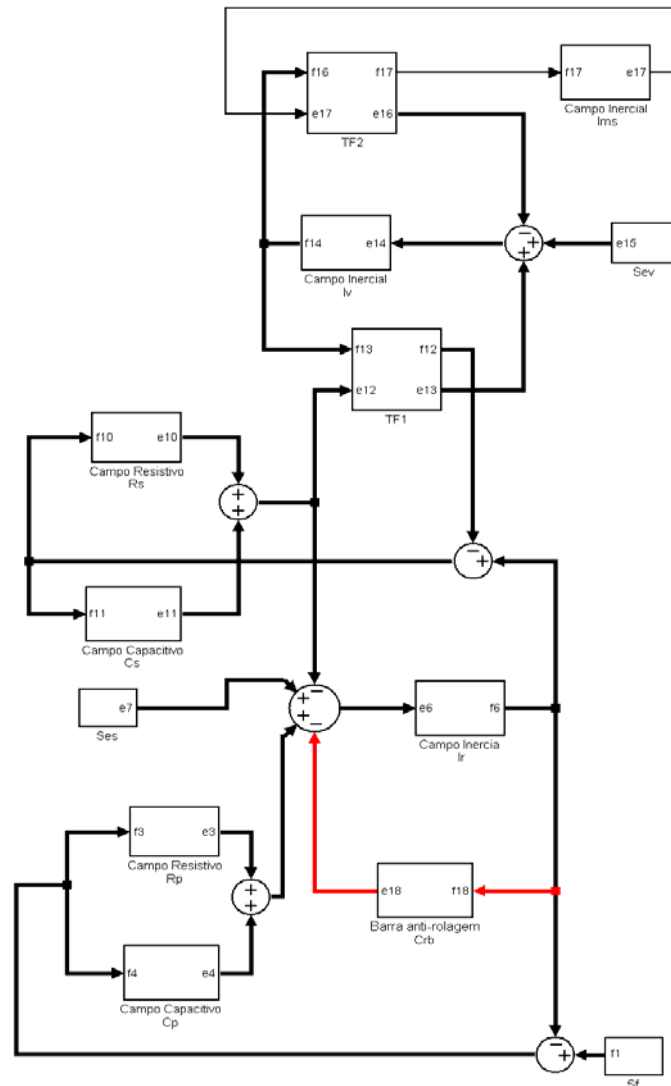 f16 f17
e17 e16
TF2
f17 e17
Campo Inercial
Ims
f14 e14
Campo Inercial
Iv
e15
Sev
f13 f12
e12 e13
TF1
f10 e10
Campo Resistivo
Rs
f11 e11
Campo Capacitivo
Cs
e7
Ses
e6 f6
Campo Inercia
Ir
f3 e3
Campo Resistivo
Rp
e18 f18
Barra anti-rolagem
Crb
f4 e4
Campo Capacitivo
Cp
f1
Sf